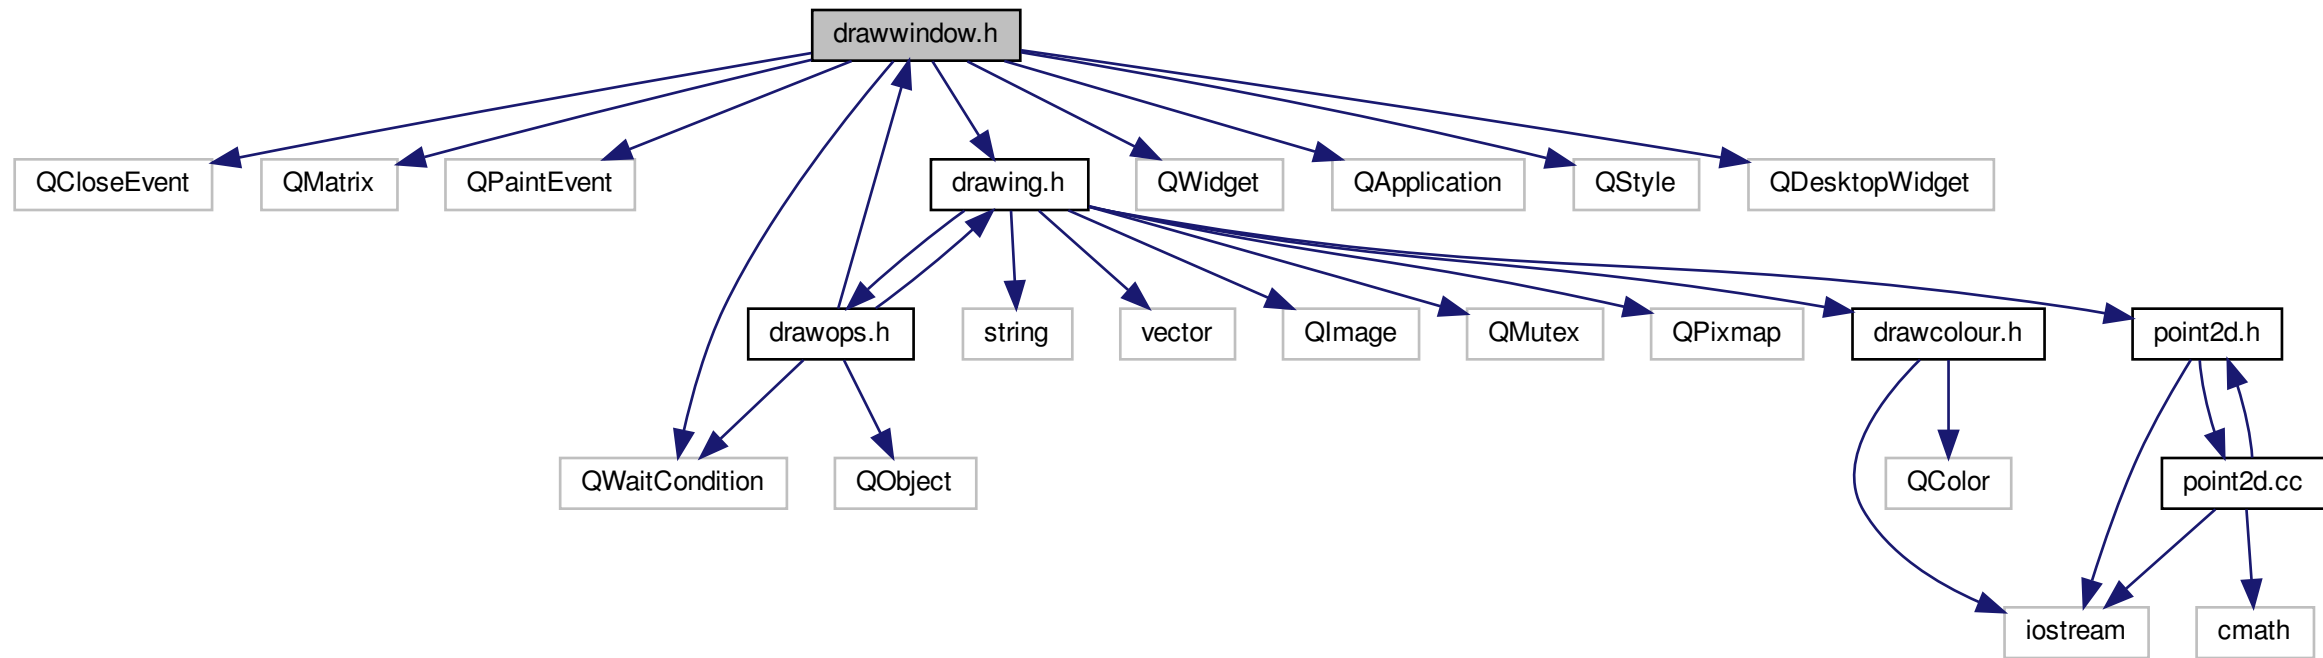 drawwindow.h
QCloseEvent
QMatrix
QPaintEvent
drawing.h
QWidget
QApplication
QStyle
QDesktopWidget
drawops.h
string
vector
QImage
QMutex
QPixmap
drawcolour.h
point2d.h
QWaitCondition
QObject
QColor
point2d.cc
iostream
cmath